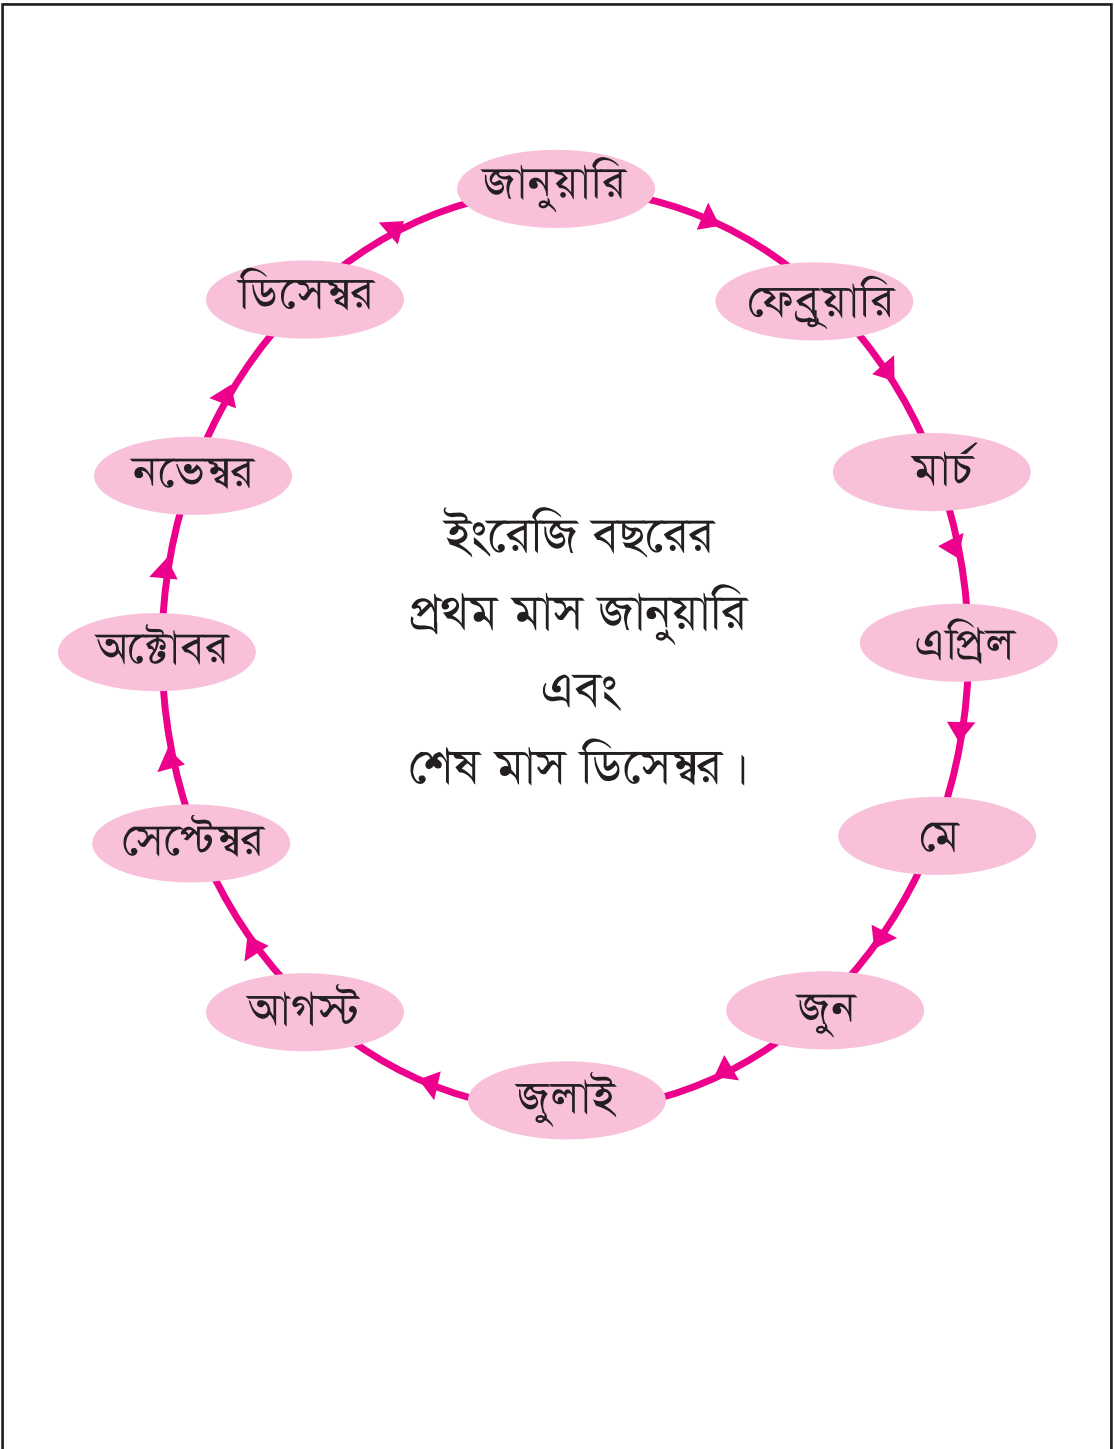 জানুয়ারি
ফেব্রুয়ারি
মার্চ
এপ্রিল
মে
জুন
জুলাই
আগস্ট
সেপ্টেম্বর
অক্টোবর
নভেম্বর
ডিসেম্বর
ইংরেজি বছরের
প্রথম মাস জানুয়ারি
এবং
শেষ মাস ডিসেম্বর।